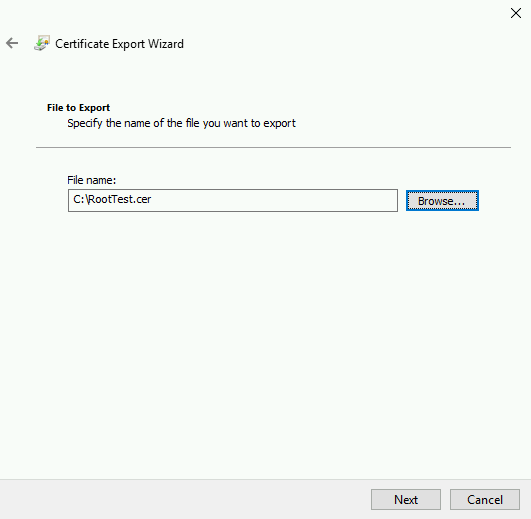 Certificate Export Wizard
File to Export
Specify the name of the file you want to export
File name:
C:\RootTest.cer
Browse...
Next
Cancel